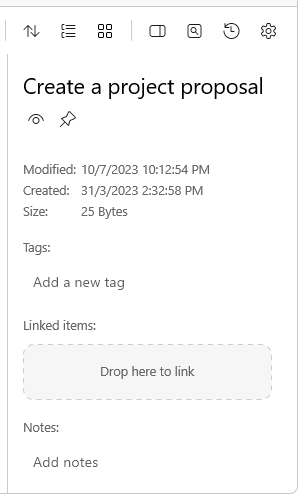 Create a project proposal
Modified: 10/7/2023 10:12:54 PM
Created: 31/3/2023 2:32:58 PM
Size: 25 Bytes
Tags:
Add a new tag
Linked items:
Drop here to link
Notes:
Add notes